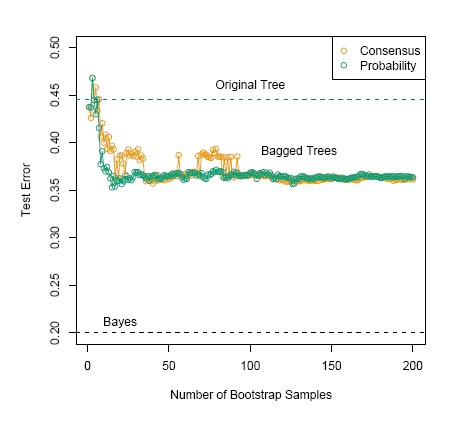 Consensus
Probability
Original Tree
Bagged Trees
Bayes
Test Error
0.50
0.45
0.40
0.35
0.30
0.25
0.20
0 50 100 150 200
Number of Bootstrap Samples